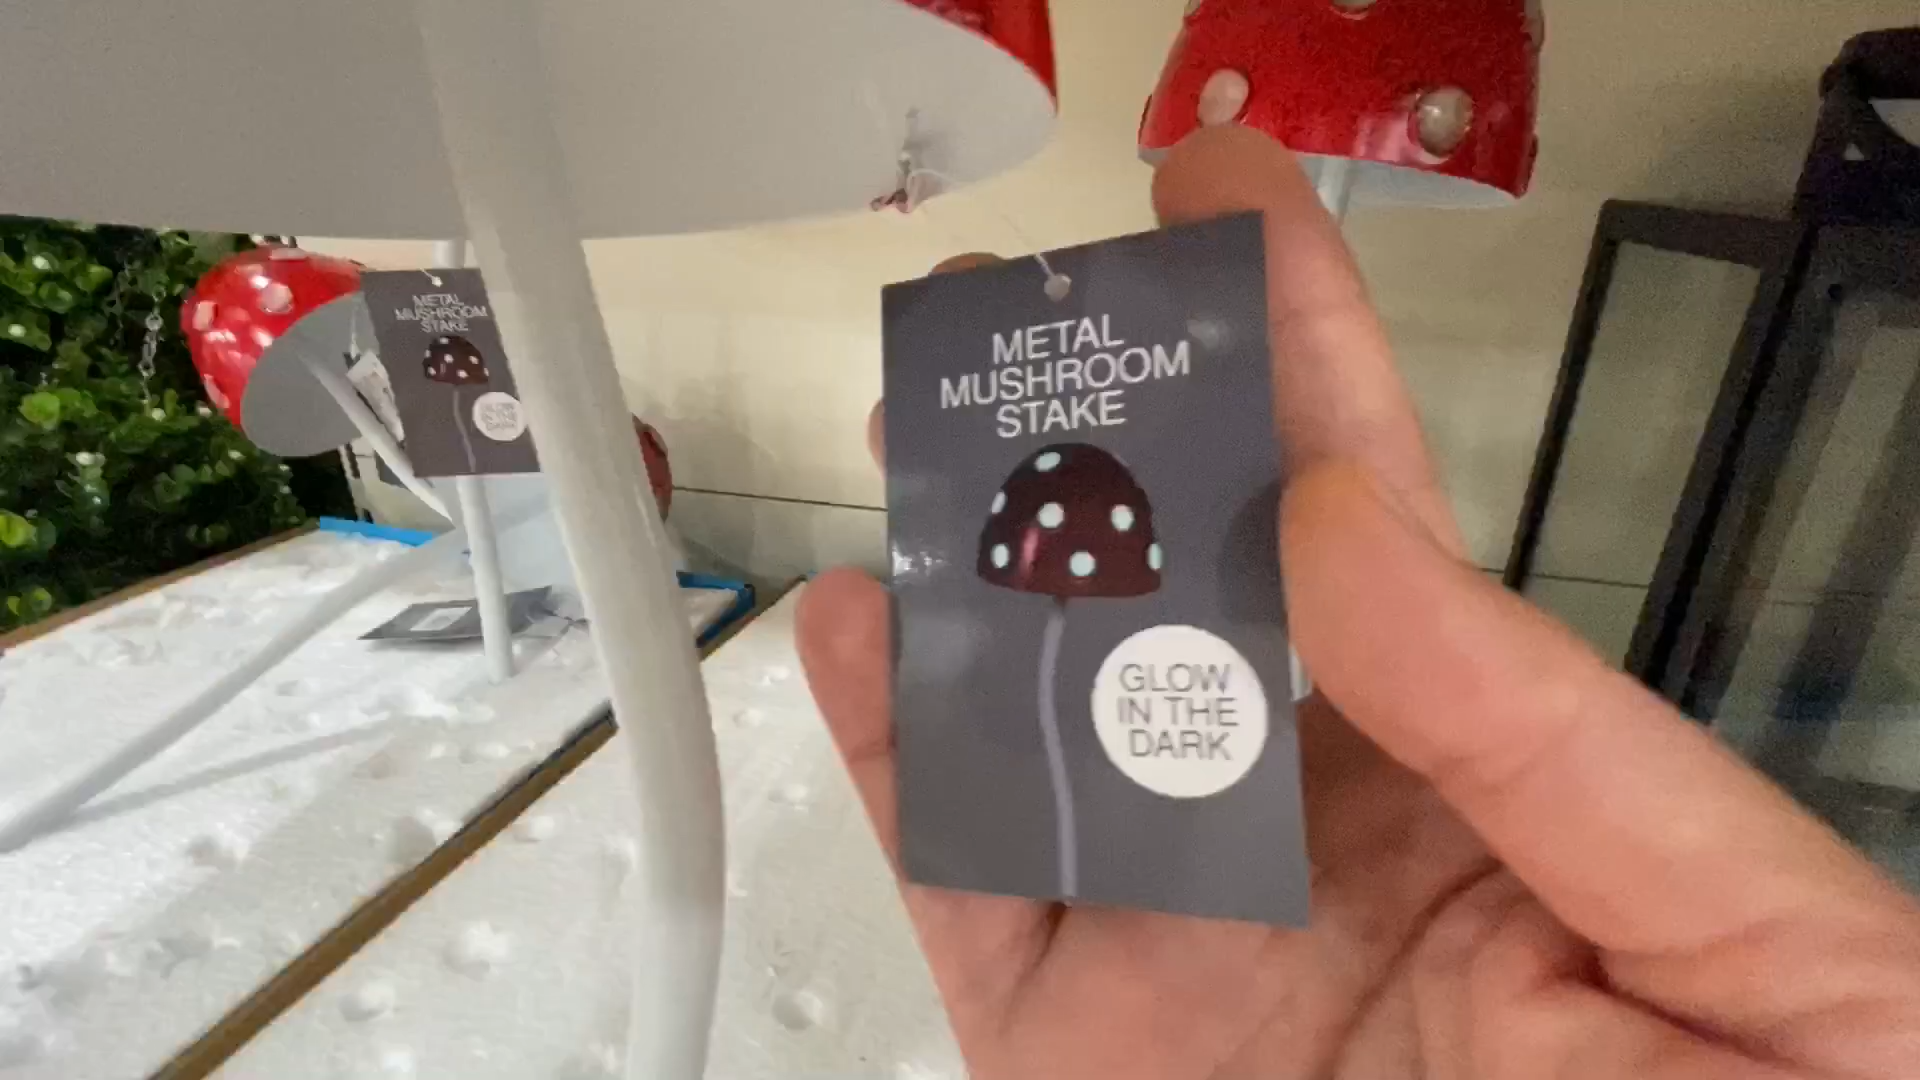 METAL
MUSHROOM
STAKE
GLOW
IN THE
DARK
METAL
MUSHROOM
STAKE
GLOW
IN THE
DARK